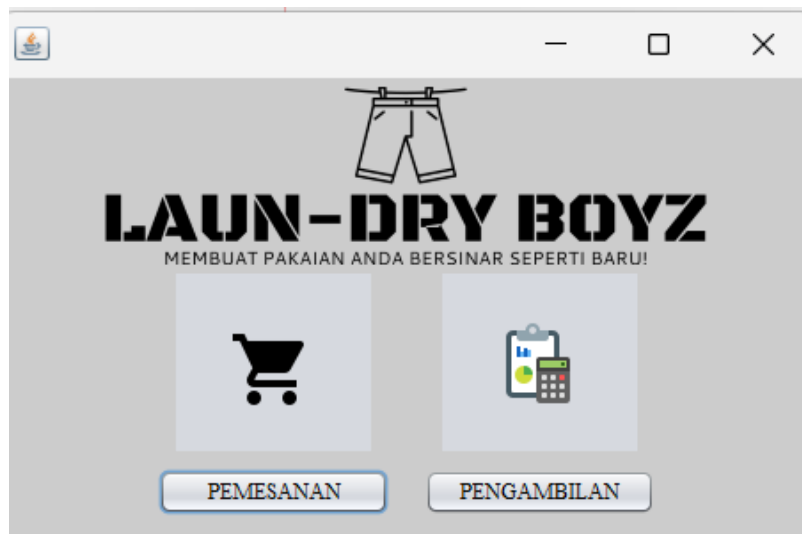 LAUN-DRY BOYZ
MEMBUAT PAKAIAN ANDA BERSINAR SEPERTI BARU!
PEMESANAN PENGAMBILAN